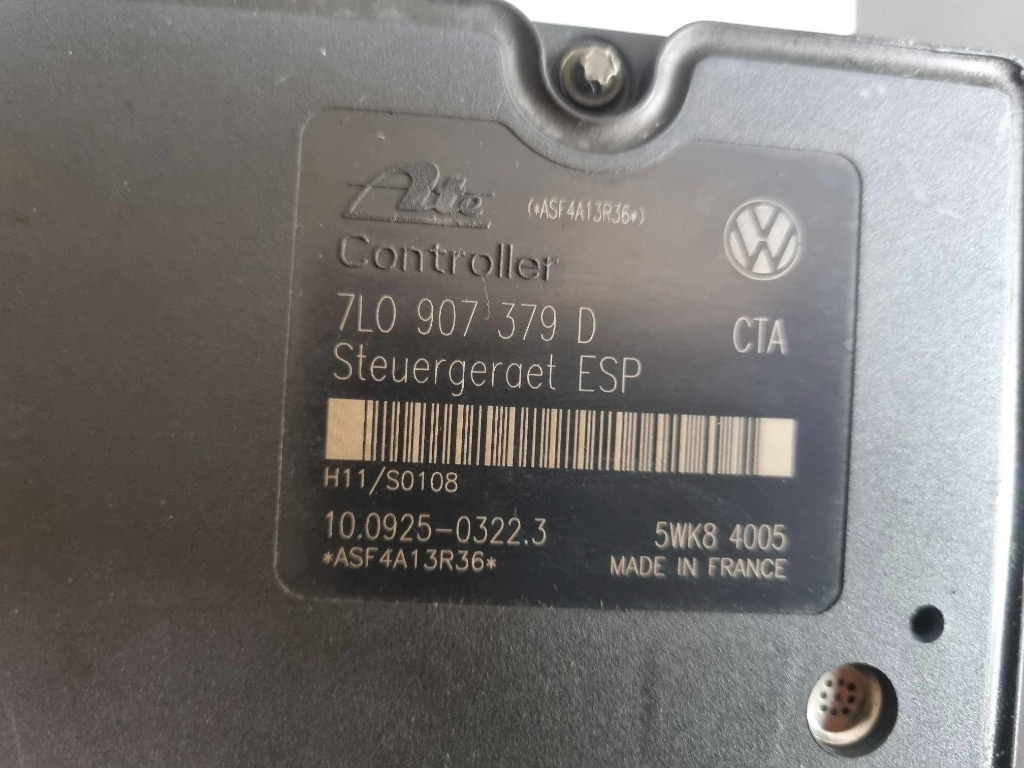 Ate (*ASF4A13R36*)
Controller
7L0 907 379 D CTA
Steuergeraet ESP
H11/S0108
10.0925-0322.3 5WK8 4005
*ASF4A13R36* MADE IN FRANCE